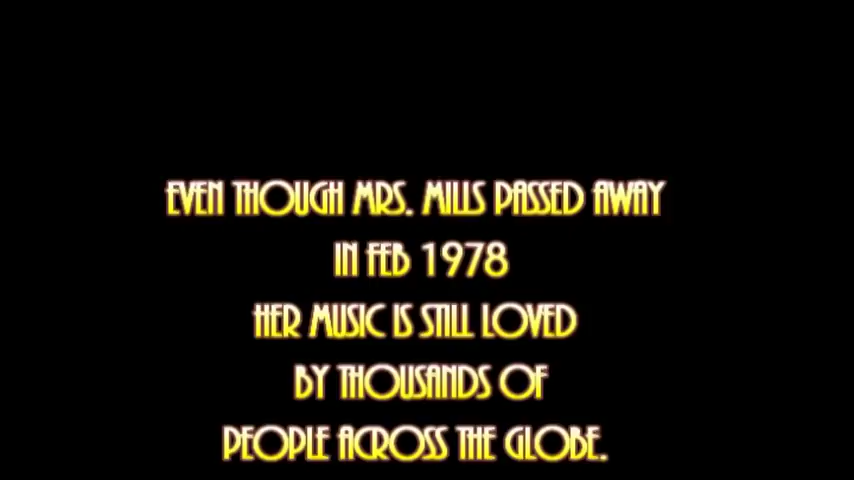 EVEN THOUGH MRS. MILLS PASSED AWAY
IN FEB 1978
HER MUSIC IS STILL LOVED
BY THOUSANDS OF
PEOPLE ACROSS THE GLOBE.